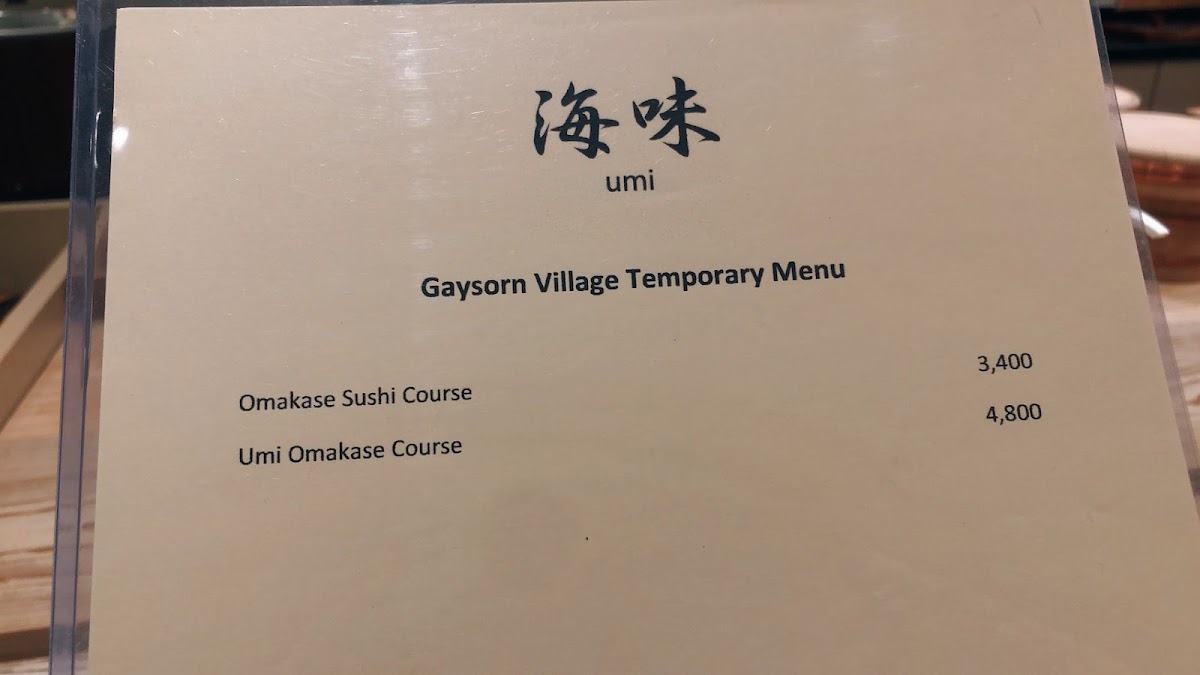 海味
umi
Gaysorn Village Temporary Menu
Omakase Sushi Course 3,400
Umi Omakase Course 4,800